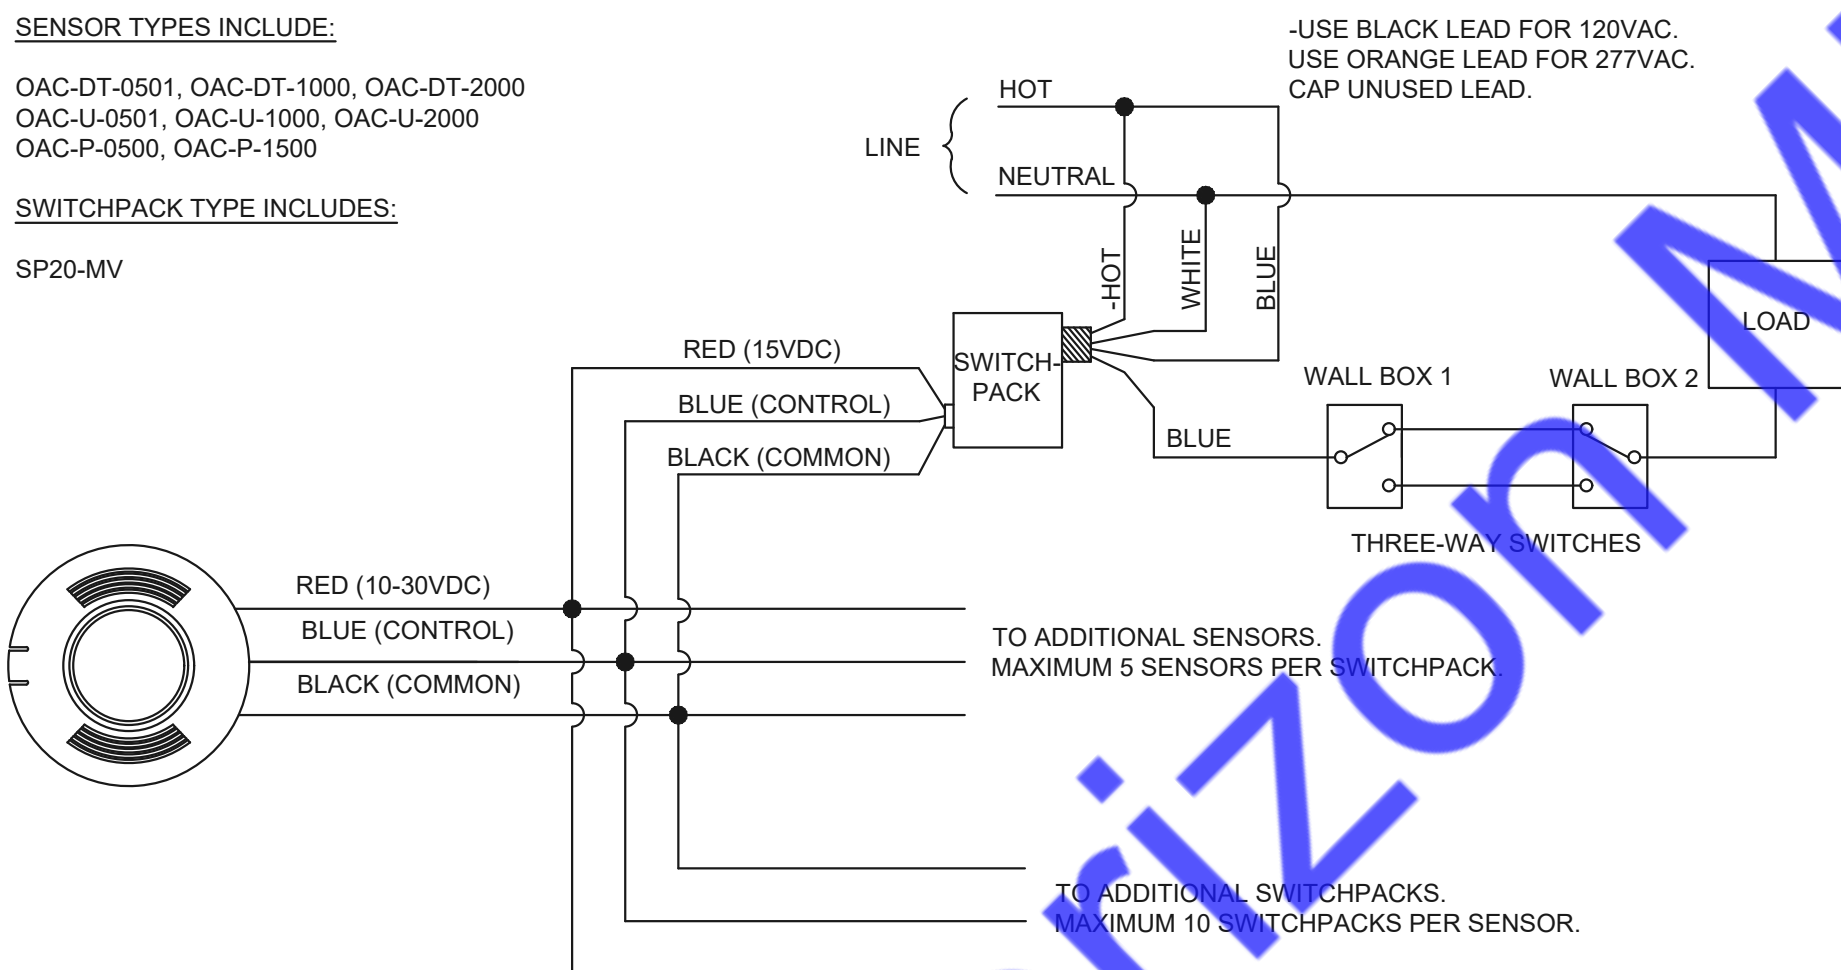 SENSOR TYPES INCLUDE:
OAC-DT-0501, OAC-DT-1000, OAC-DT-2000
OAC-U-0501, OAC-U-1000, OAC-U-2000
OAC-P-0500, OAC-P-1500
SWITCHPACK TYPE INCLUDES:
SP20-MV
-USE BLACK LEAD FOR 120VAC.
USE ORANGE LEAD FOR 277VAC.
CAP UNUSED LEAD.
HOT
LINE
NEUTRAL
-HOT
WHITE
BLUE
LOAD
RED (15VDC)
BLUE (CONTROL)
BLACK (COMMON)
SWITCH-
PACK
WALL BOX 1
WALL BOX 2
BLUE
THREE-WAY SWITCHES
RED (10-30VDC)
BLUE (CONTROL)
BLACK (COMMON)
TO ADDITIONAL SENSORS.
MAXIMUM 5 SENSORS PER SWITCHPACK.
TO ADDITIONAL SWITCHPACKS.
MAXIMUM 10 SWITCHPACKS PER SENSOR.
rizon M